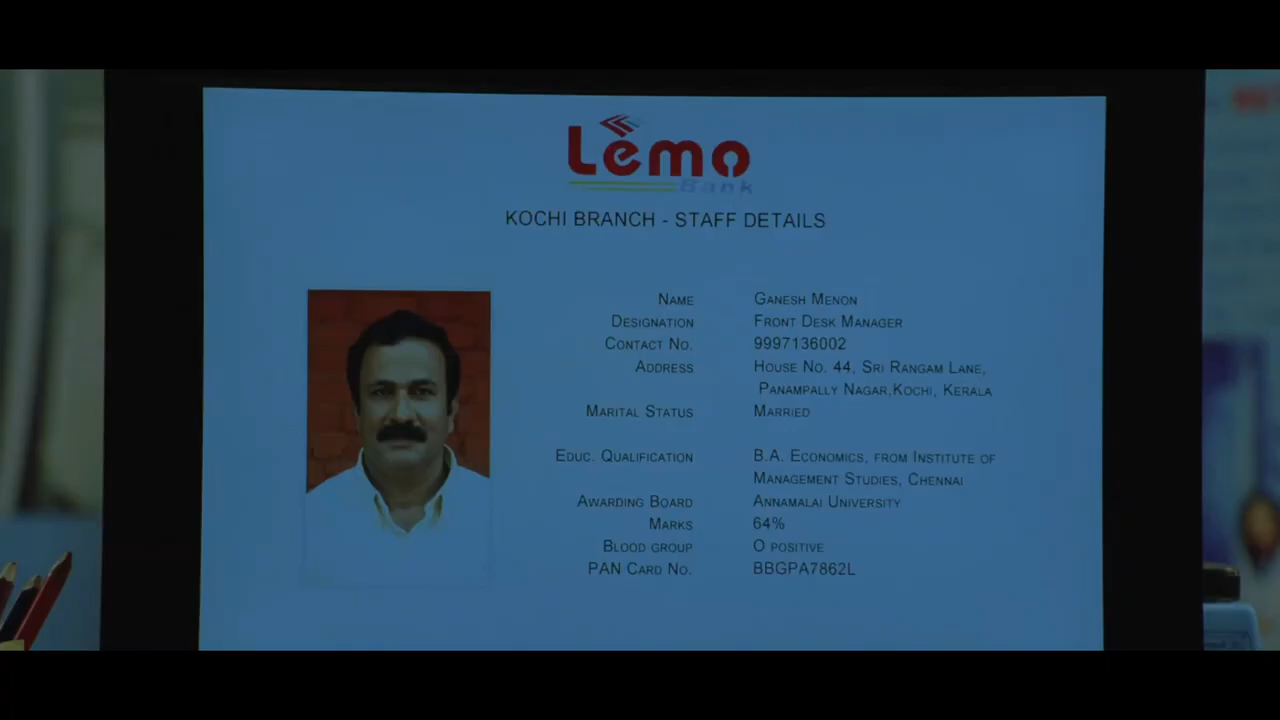 Lemo
Bank
KOCHI BRANCH - STAFF DETAILS
NAME GANESH MENON
DESIGNATION FRONT DESK MANAGER
CONTACT NO. 9997136002
ADDRESS HOUSE NO. 44, SRI RANGAM LANE,
PANAMPALLY NAGAR,KOCHI, KERALA
MARITAL STATUS MARRIED
EDUC. QUALIFICATION B.A. ECONOMICS, FROM INSTITUTE OF
MANAGEMENT STUDIES, CHENNAI
AWARDING BOARD ANNAMALAI UNIVERSITY
MARKS 64%
BLOOD GROUP O POSITIVE
PAN CARD NO. BBGPA7862L